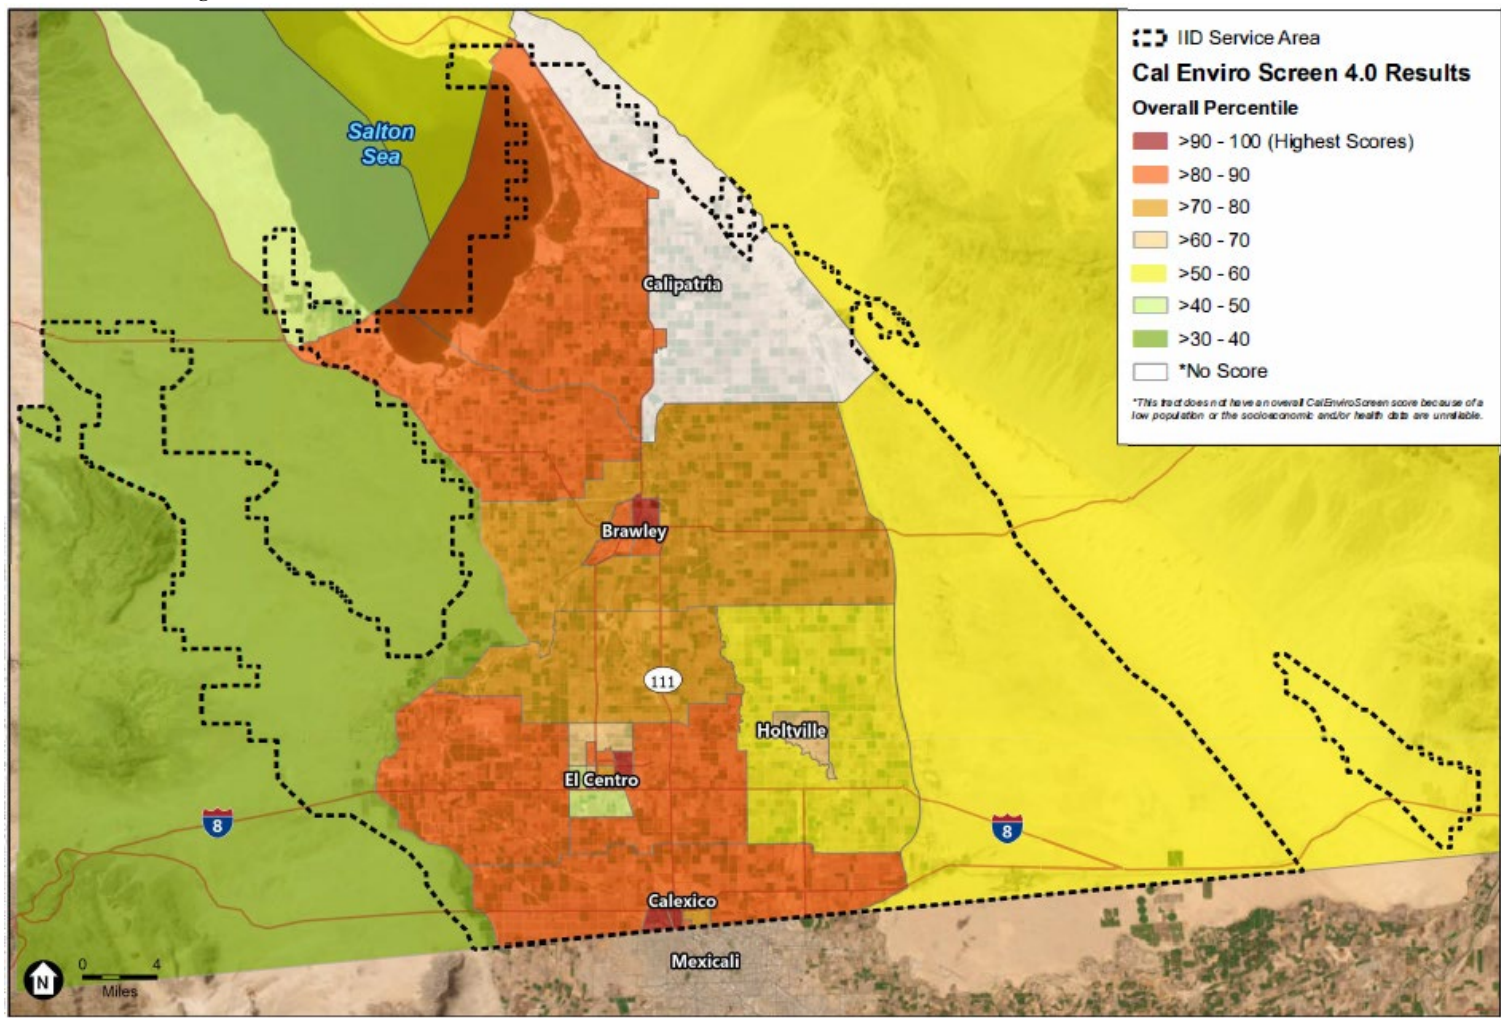 IID Service Area
Cal Enviro Screen 4.0 Results
Overall Percentile
>90 - 100 (Highest Scores)
>80 - 90
>70 - 80
>60 - 70
>50 - 60
>40 - 50
>30 - 40
*No Score
*This tract does not have an overall CalEnviroScreen score because of a
low population or the socioeconomic and/or health data are unreliable.
Salton
Sea
Calipatria
Brawley
111
Holtville
El Centro
8
8
Calexico
Mexicali
N
0 4
Miles